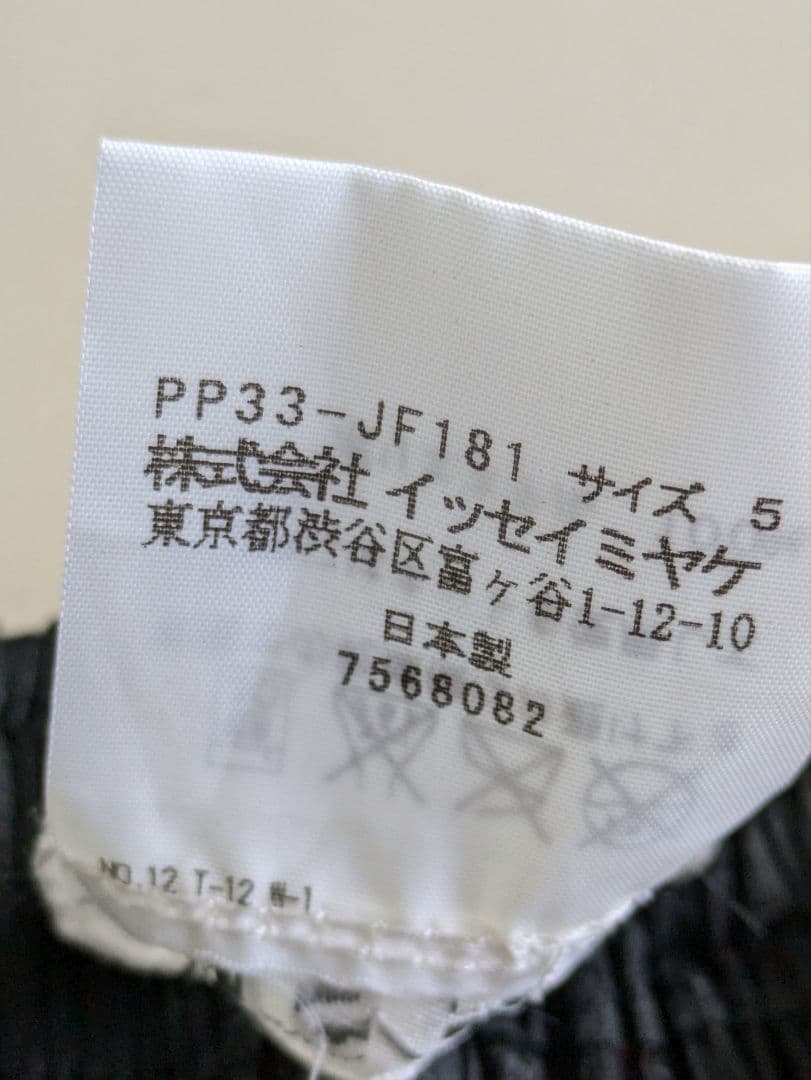 PP33-JF181 サイズ 5
株式会社 イッセイミヤケ
東京都渋谷区富ヶ谷1-12-10
日本製
7568082
NO.12 T-12